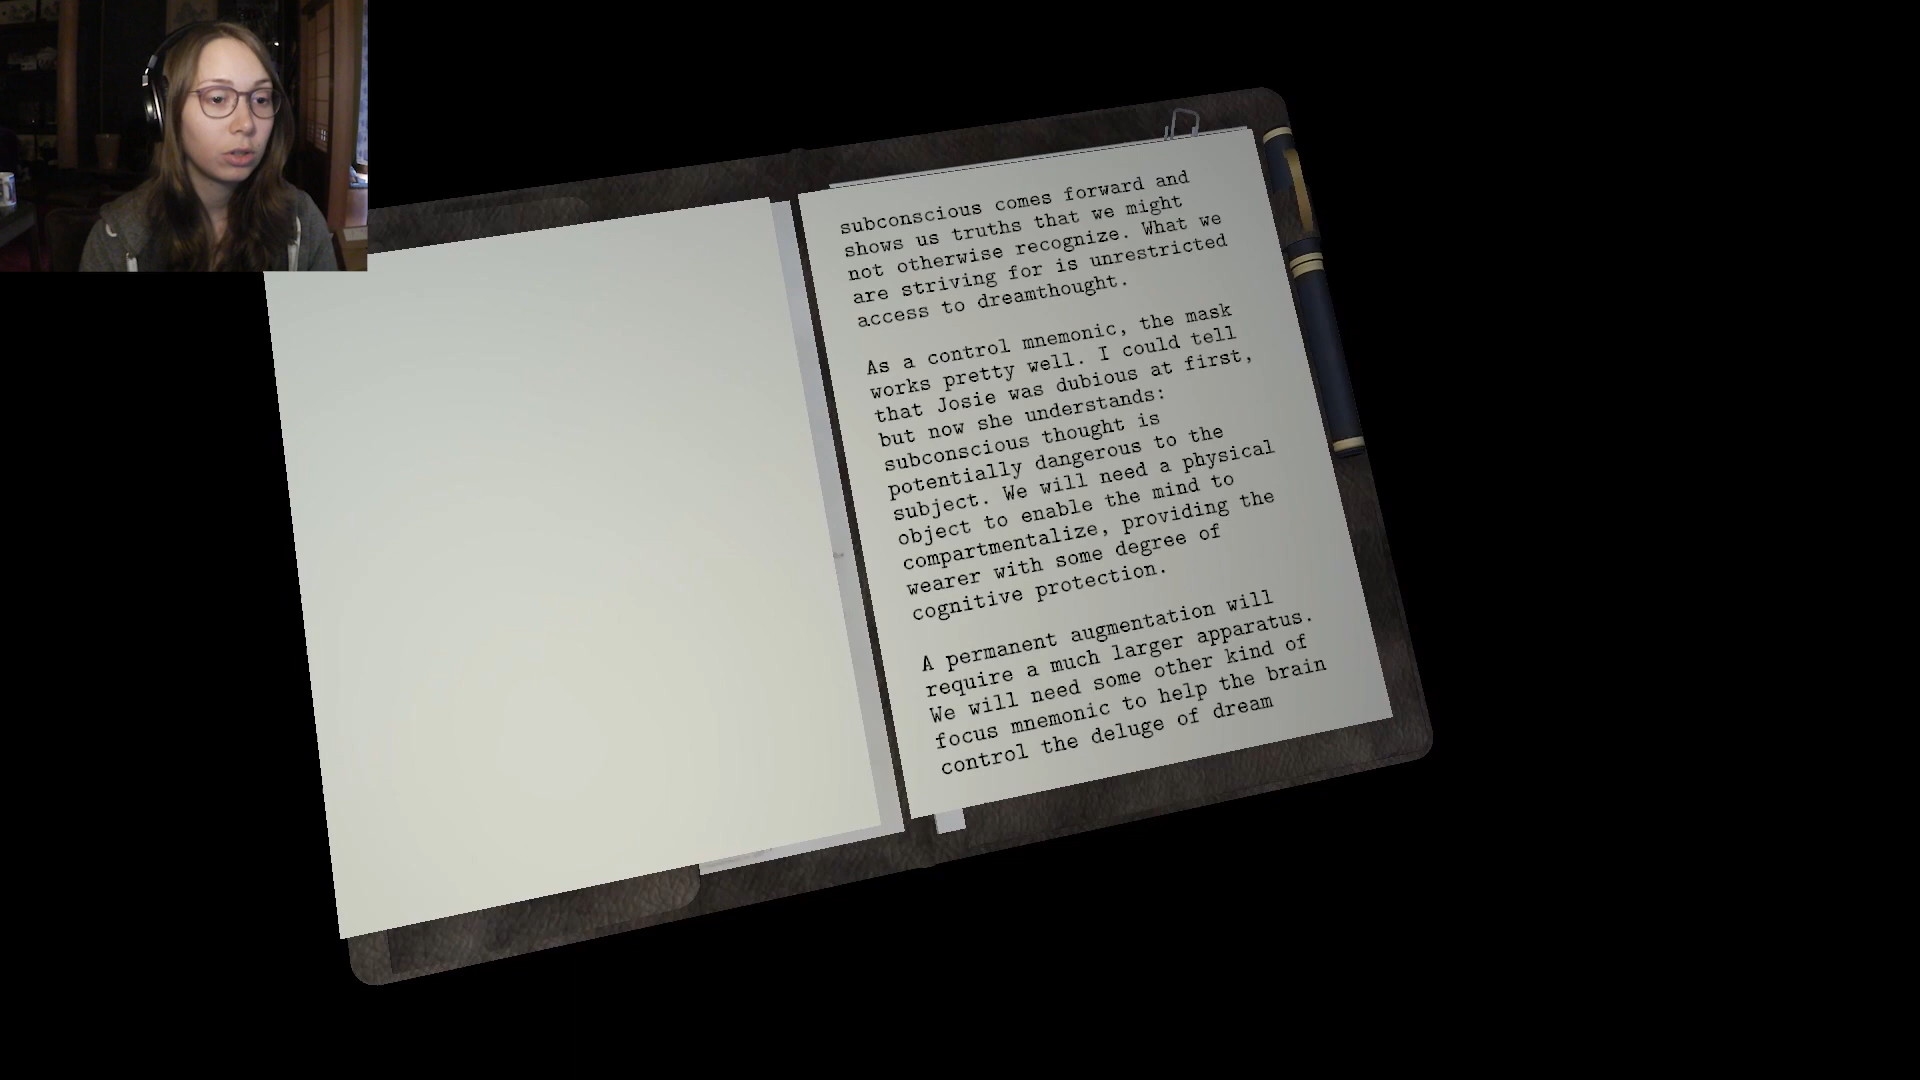 subconscious comes forward and
shows us truths that we might
not otherwise recognize. What we
are striving for is unrestricted
access to dreamthought.
As a control mnemonic, the mask
works pretty well. I could tell
that Josie was dubious at first,
but now she understands:
subconscious thought is
potentially dangerous to the
subject. We will need a physical
object to enable the mind to
compartmentalize, providing the
wearer with some degree of
cognitive protection.
A permanent augmentation will
require a much larger apparatus.
We will need some other kind of
focus mnemonic to help the brain
control the deluge of dream